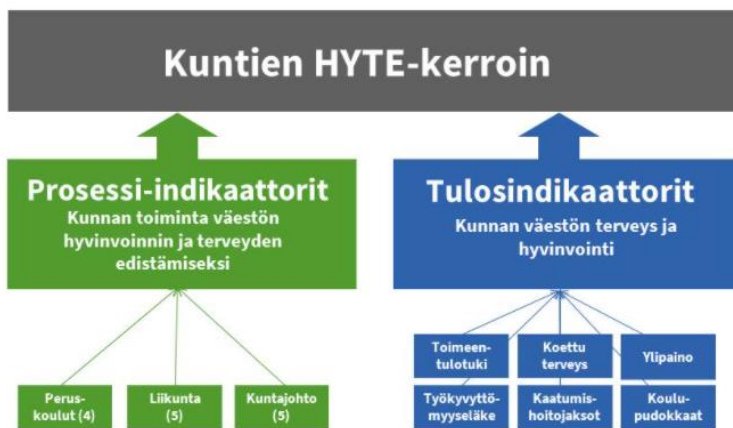 Kuntien HYTE-kerroin
Prosessi-indikaattorit
Kunnan toiminta väestön
hyvinvoinnin ja terveyden
edistämiseksi
Tulosindikaattorit
Kunnan väestön terveys ja
hyvinvointi
Perus-
koulut (4)
Liikunta
(5)
Kuntajohto
(5)
Toimeen-
tulotuki
Koettu
terveys
Ylipaino
Työkyvyttö-
myyseläke
Kaatumis-
hoitojaksot
Koulu-
pudokkaat